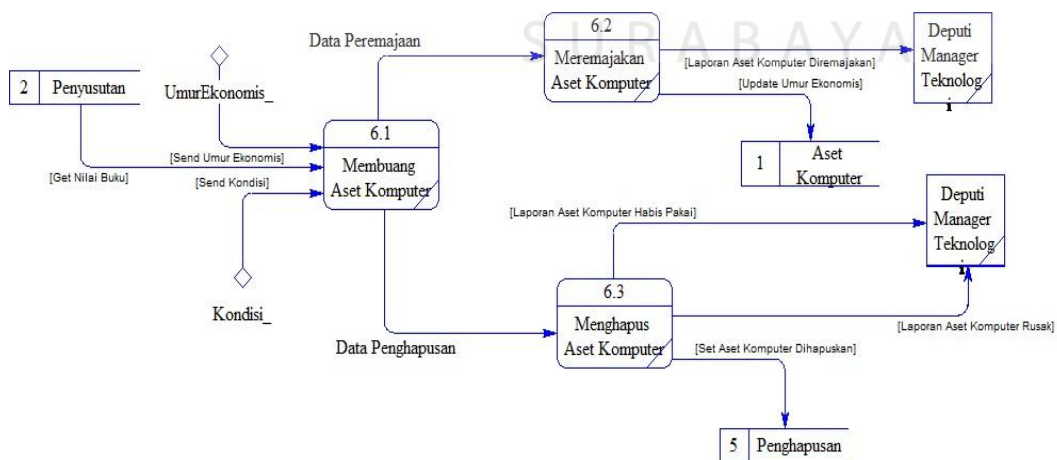 SURABAYA
2 Penyusutan
UmurEkonomis_
[Send Umur Ekonomis]
[Get Nilai Buku]
[Send Kondisi]
Kondisi_
6.1
Membuang
Aset Komputer
Data Peremajaan
Data Penghapusan
6.2
Meremajakan
Aset Komputer
[Laporan Aset Komputer Diremajakan]
[Update Umur Ekonomis]
Deputi
Manager
Teknolog
i
1 Aset
Komputer
6.3
Menghapus
Aset Komputer
[Laporan Aset Komputer Habis Pakai]
[Laporan Aset Komputer Rusak]
[Set Aset Komputer Dihapuskan]
Deputi
Manager
Teknolog
i
5 Penghapusan